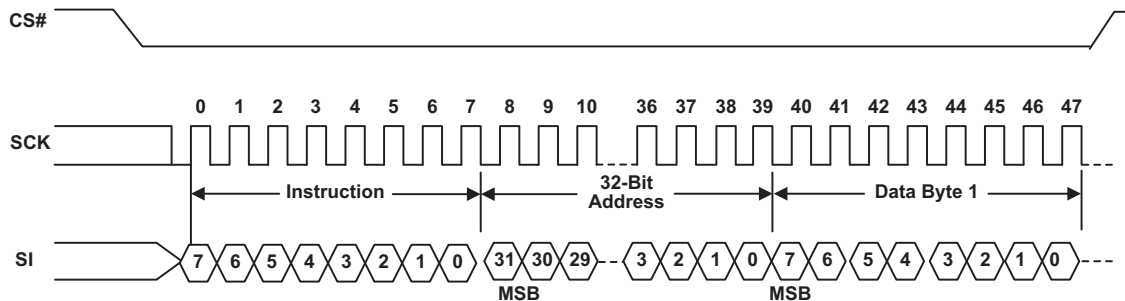 CS#
0 1 2 3 4 5 6 7 8 9 10 36 37 38 39 40 41 42 43 44 45 46 47
SCK
Instruction
32-Bit
Address
Data Byte 1
SI
7 6 5 4 3 2 1 0 31 30 29 3 2 1 0 7 6 5 4 3 2 1 0
MSB MSB